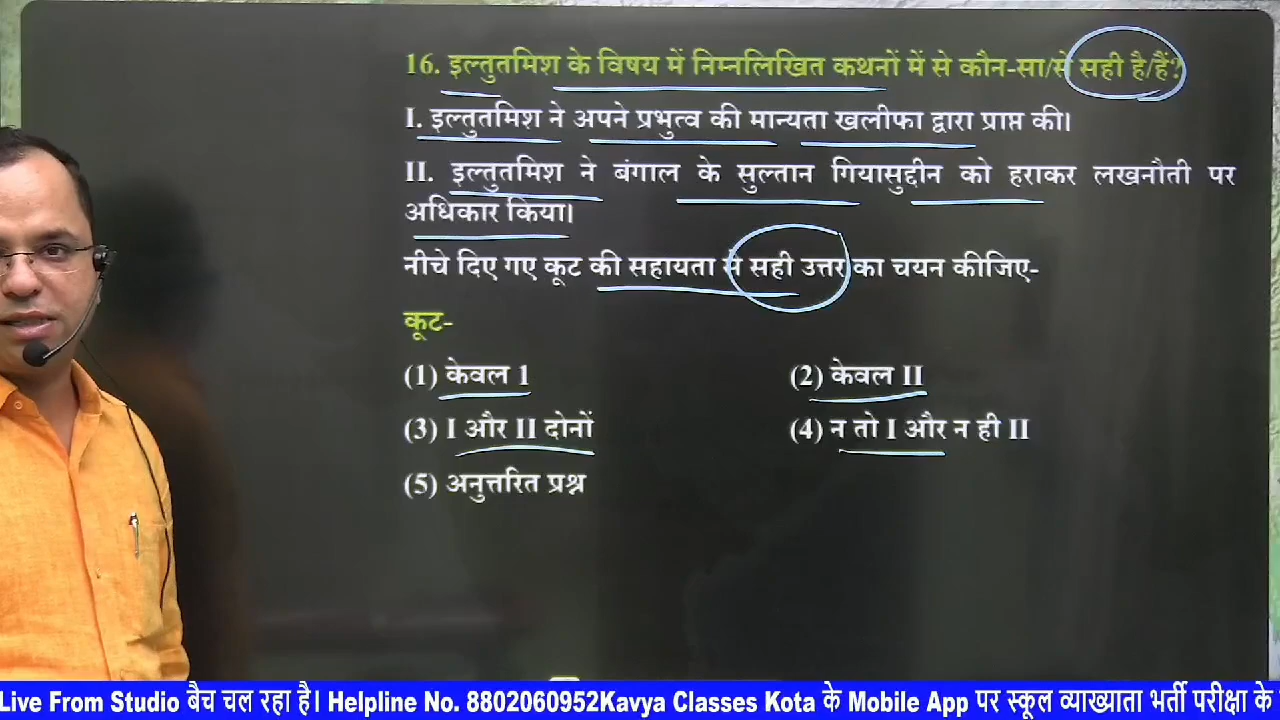 16. इल्तुतमिश के विषय में निम्नलिखित कथनों में से कौन-सा/से सही है/हैं?
I. इल्तुतमिश ने अपने प्रभुत्व की मान्यता खलीफा द्वारा प्राप्त की।
II. इल्तुतमिश ने बंगाल के सुल्तान गियासुद्दीन को हराकर लखनौती पर
अधिकार किया।
नीचे दिए गए कूट की सहायता से सही उत्तर का चयन कीजिए-
कूट-
(1) केवल 1 (2) केवल II
(3) I और II दोनों (4) न तो I और न ही II
(5) अनुत्तरित प्रश्न
Live From Studio बैच चल रहा है। Helpline No. 8802060952Kavya Classes Kota के Mobile App पर स्कूल व्याख्याता भर्ती परीक्षा के